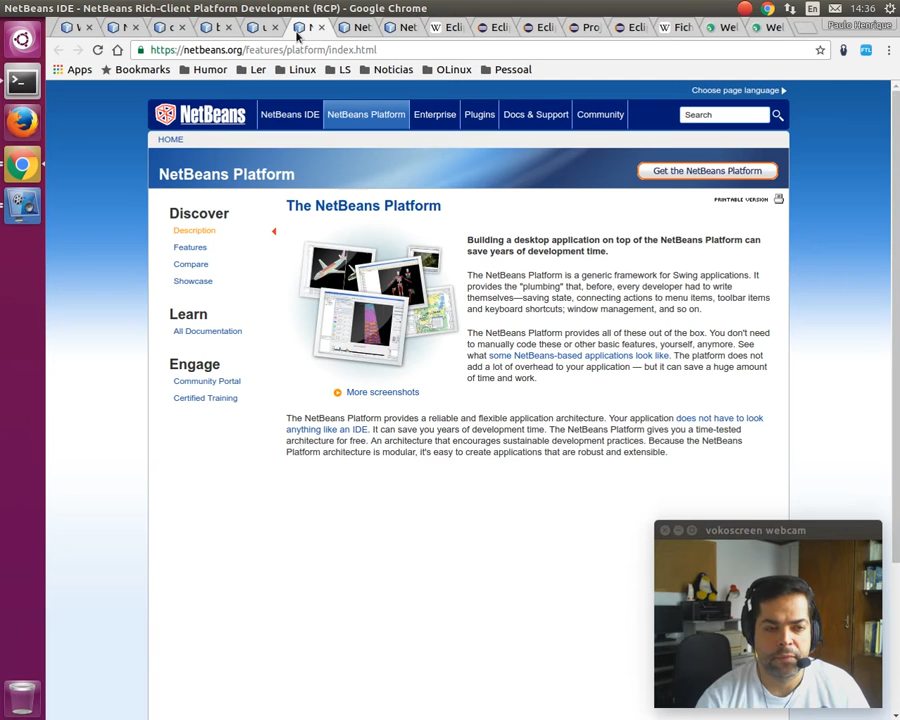 NetBeans IDE - NetBeans Rich-Client Platform Development (RCP) - Google Chrome
En
14:36
Paulo Henrique
Net
Net
Ecli
Ecli
Ecli
Pro
Ecli
Fich
Wel
Wel
https://netbeans.org/features/platform/index.html
Apps
Bookmarks
Humor
Ler
Linux
LS
Noticias
OLinux
Pessoal
Choose page language
NetBeans
NetBeans IDE
NetBeans Platform
Enterprise
Plugins
Docs & Support
Community
Search
HOME
NetBeans Platform
Get the NetBeans Platform
Discover
Description
Features
Compare
Showcase
Learn
All Documentation
Engage
Community Portal
Certified Training
The NetBeans Platform
PRINTABLE VERSION
More screenshots
Building a desktop application on top of the NetBeans Platform can
save years of development time.
The NetBeans Platform is a generic framework for Swing applications. It
provides the "plumbing" that, before, every developer had to write
themselves—saving state, connecting actions to menu items, toolbar items
and keyboard shortcuts; window management, and so on.
The NetBeans Platform provides all of these out of the box. You don't need
to manually code these or other basic features, yourself, anymore. See
what some NetBeans-based applications look like. The platform does not
add a lot of overhead to your application — but it can save a huge amount
of time and work.
The NetBeans Platform provides a reliable and flexible application architecture. Your application does not have to look
anything like an IDE. It can save you years of development time. The NetBeans Platform gives you a time-tested
architecture for free. An architecture that encourages sustainable development practices. Because the NetBeans
Platform architecture is modular, it's easy to create applications that are robust and extensible.
vokoscreen webcam